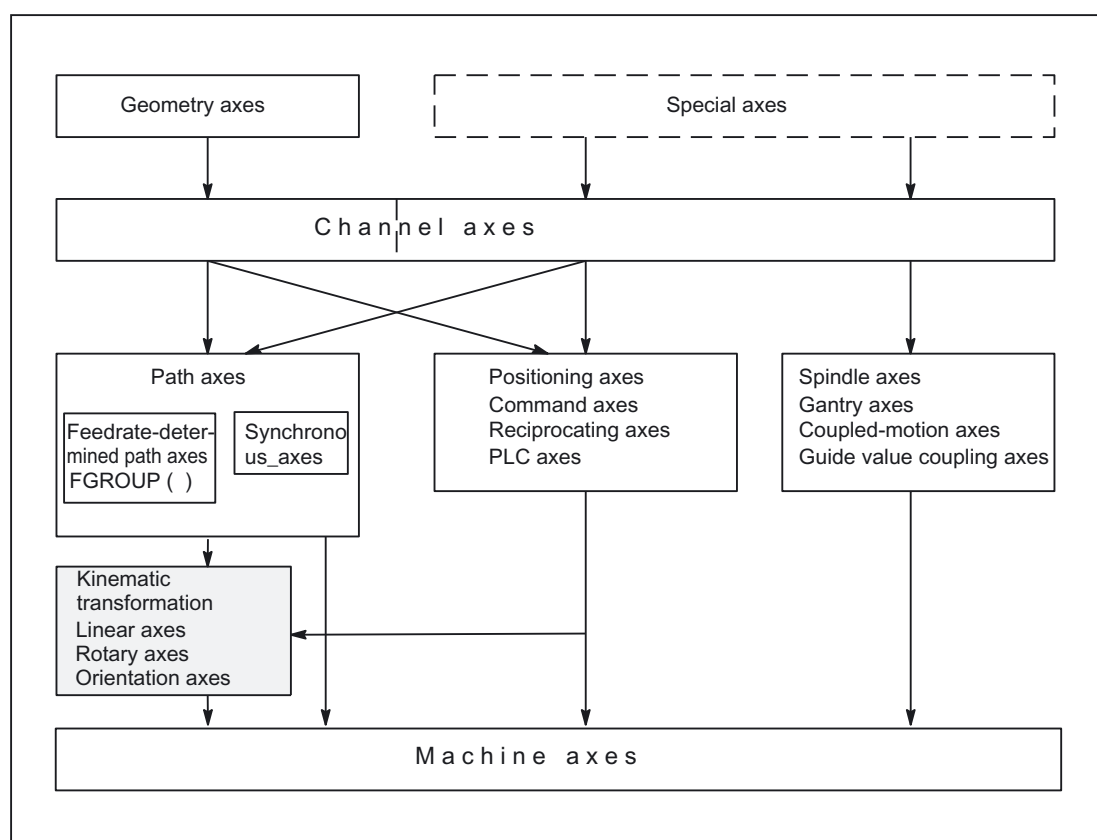 Geometry axes
Special axes
Channel axes
Path axes
Feedrate-deter-
mined path axes
FGROUP ( )
Synchrono
us_axes
Positioning axes
Command axes
Reciprocating axes
PLC axes
Spindle axes
Gantry axes
Coupled-motion axes
Guide value coupling axes
Kinematic
transformation
Linear axes
Rotary axes
Orientation axes
Machine axes